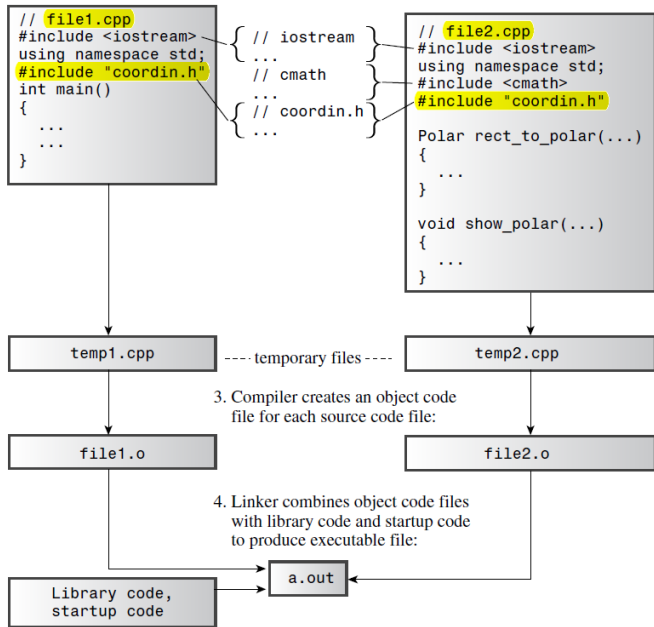 // file1.cpp
#include <iostream>
using namespace std;
#include "coordin.h"
int main()
{
...
...
}
// iostream
...
// cmath
...
// coordin.h
...
// file2.cpp
#include <iostream>
using namespace std;
#include <cmath>
#include "coordin.h"
Polar rect_to_polar(...)
{
...
}
void show_polar(...)
{
...
}
temp1.cpp
temporary files
temp2.cpp
3. Compiler creates an object code
file for each source code file:
file1.o
file2.o
4. Linker combines object code files
with library code and startup code
to produce executable file:
a.out
Library code,
startup code